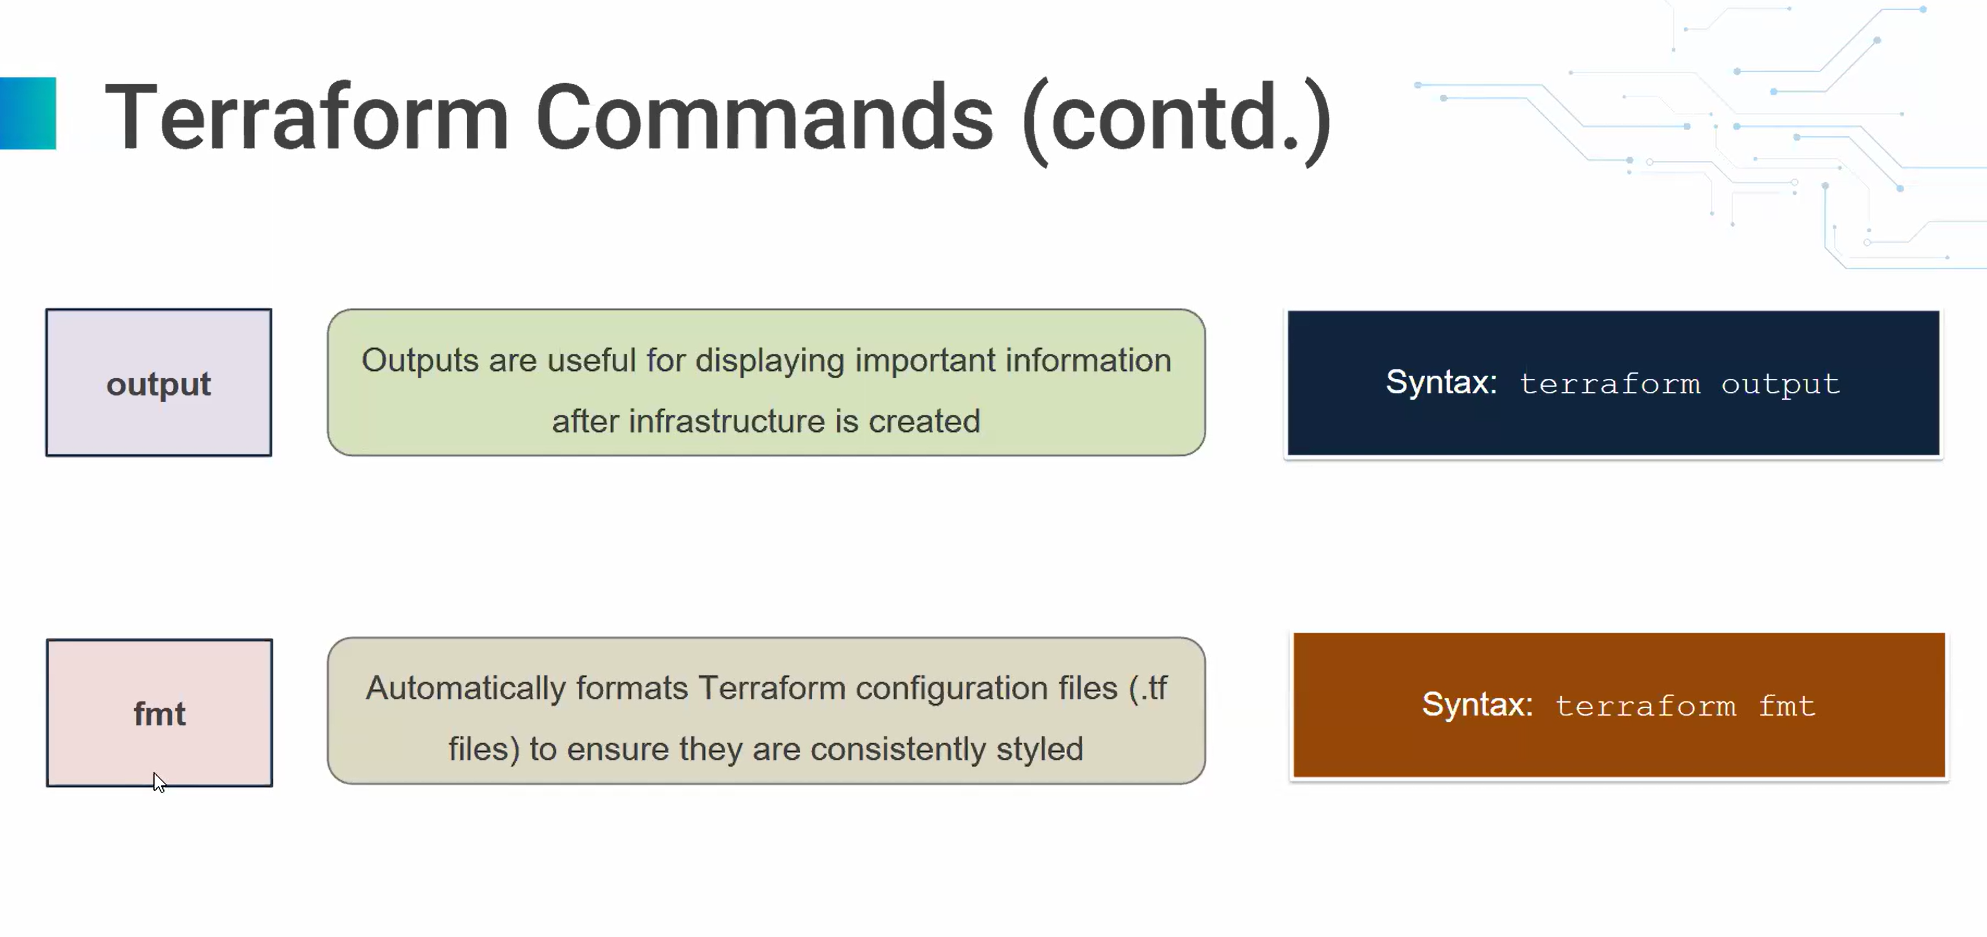 Terraform Commands (contd.)
output
Outputs are useful for displaying important information
after infrastructure is created
Syntax: terraform output
fmt
Automatically formats Terraform configuration files (.tf
files) to ensure they are consistently styled
Syntax: terraform fmt